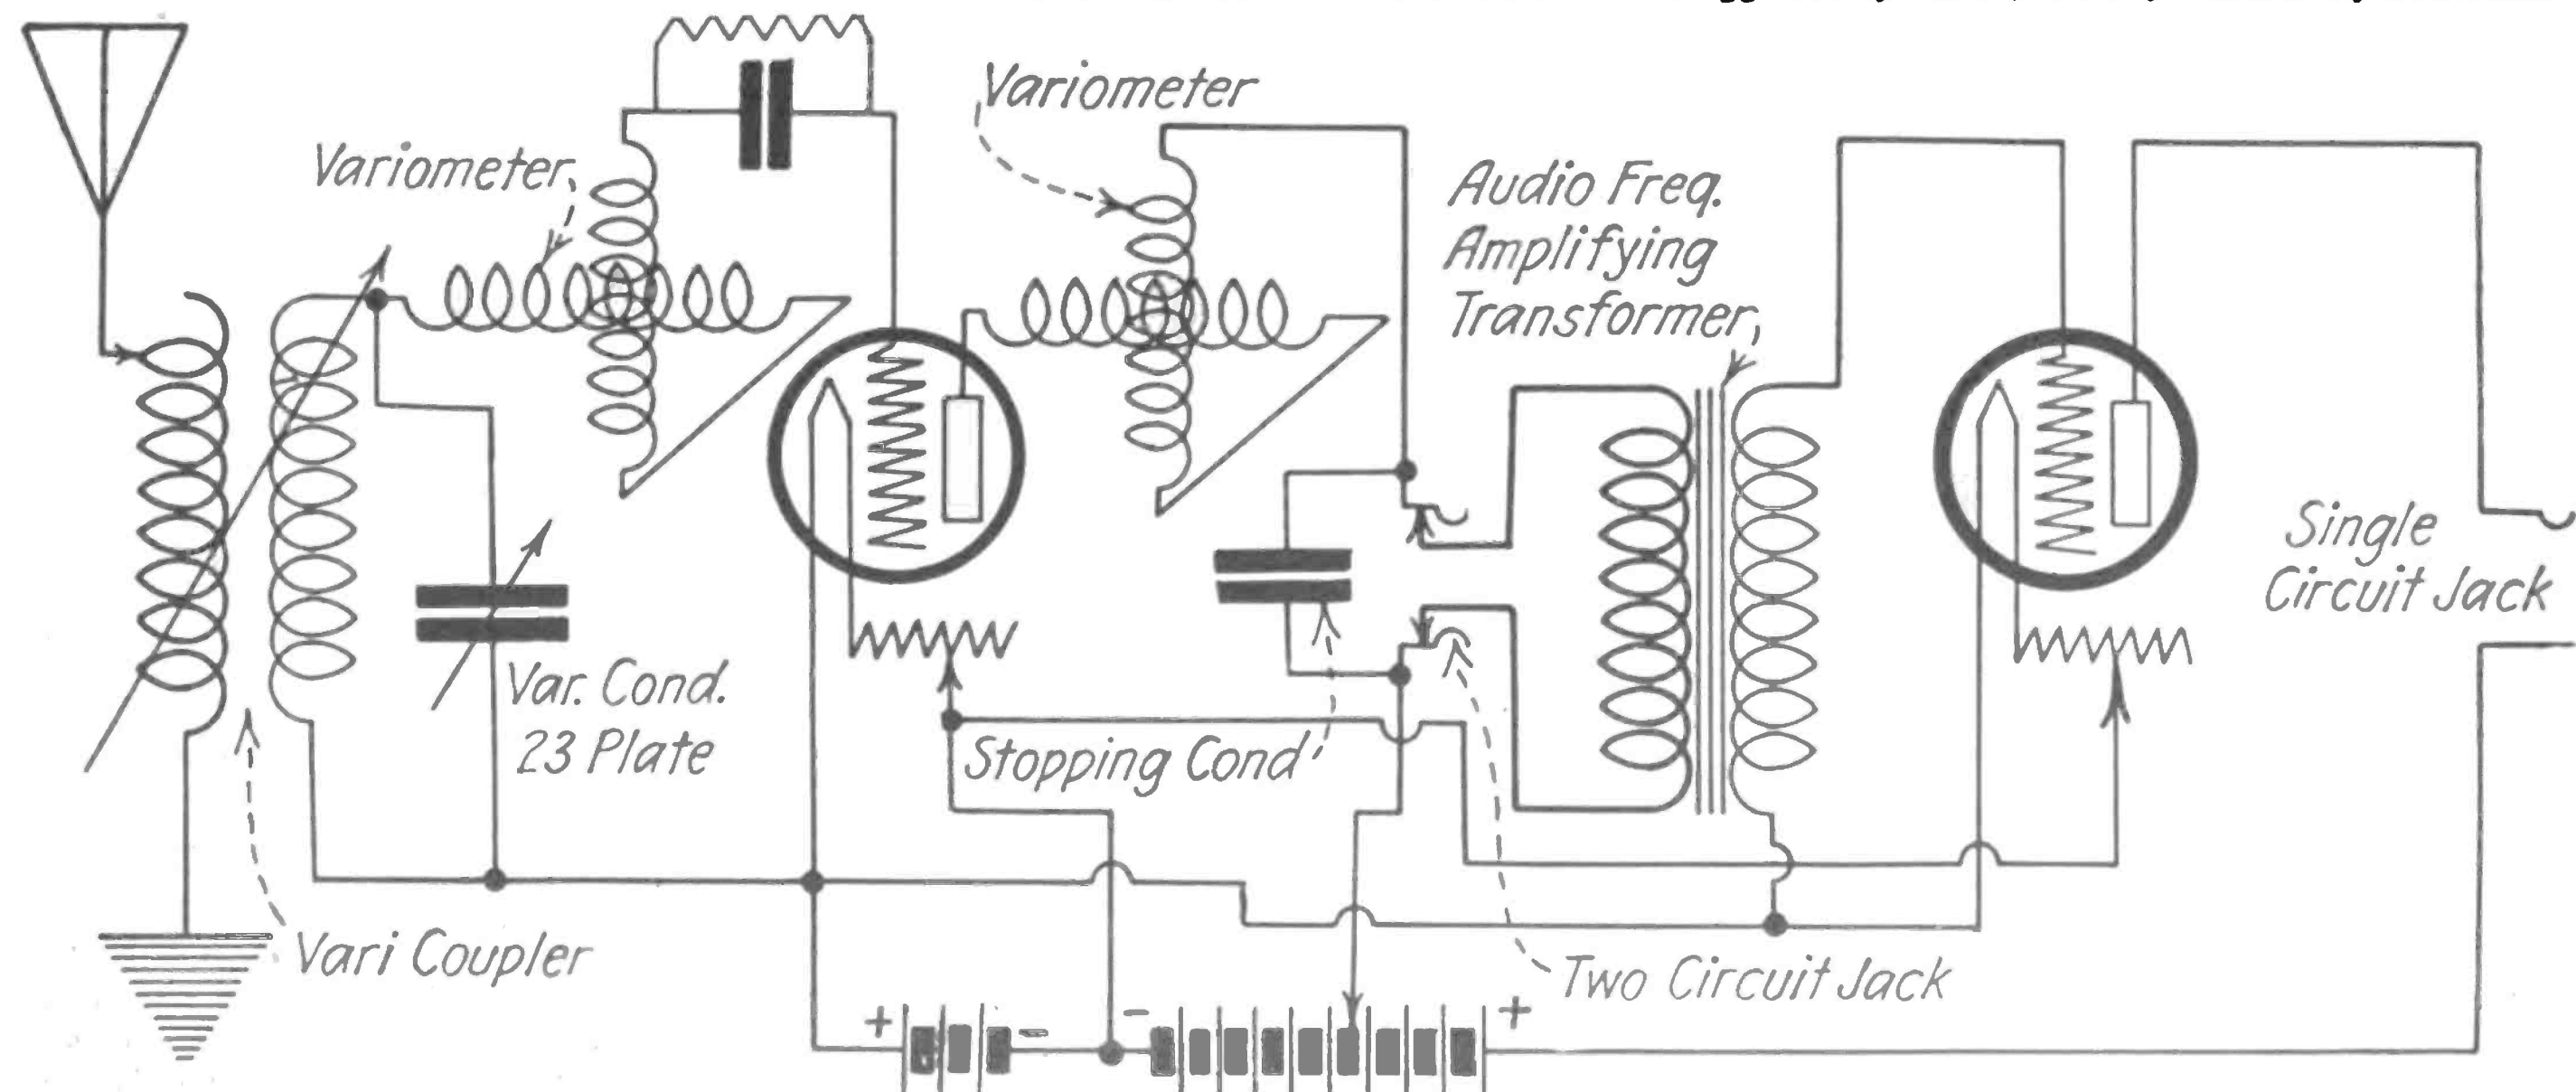 Variometer
Variometer
Audio Freq.
Amplifying
Transformer
Single
Circuit Jack
Var. Cond.
23 Plate
Stopping Cond'
Vari Coupler
Two Circuit Jack
+
-
-
+